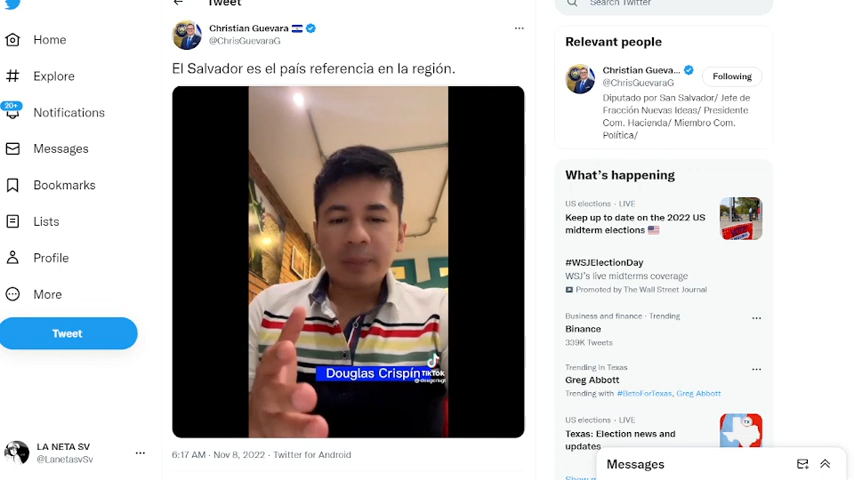 Tweet
Search Twitter
Home
Explore
20+
Notifications
Messages
Bookmarks
Lists
Profile
More
Tweet
LA NETA SV
@LanetasvSv
Christian Guevara
@ChrisGuevaraG
El Salvador es el país referencia en la región.
Douglas Crispín
TikTok
6:17 AM · Nov 8, 2022 · Twitter for Android
Relevant people
Christian Gueva...
@ChrisGuevaraG
Following
Diputado por San Salvador/ Jefe de
Fracción Nuevas Ideas/ Presidente
Com. Hacienda/ Miembro Com.
Política/
What's happening
US elections · LIVE
Keep up to date on the 2022 US
midterm elections
#WSJElectionDay
WSJ's live midterms coverage
Promoted by The Wall Street Journal
Business and finance · Trending
Binance
339K Tweets
Trending in Texas
Greg Abbott
Trending with #BetoForTexas, Greg Abbott
US elections · LIVE
Texas: Election news and
updates
Messages